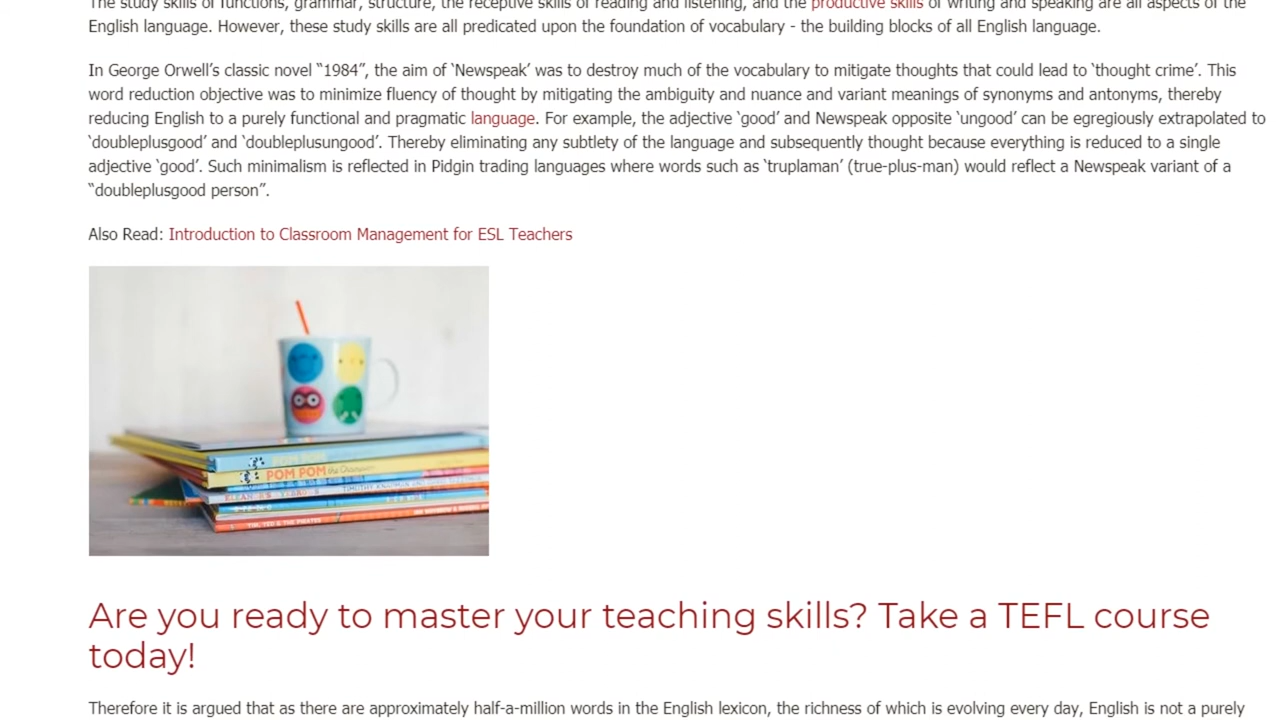 The study skills of functions, grammar, structure, the receptive skills of reading and listening, and the productive skills of writing and speaking are all aspects of the
English language. However, these study skills are all predicated upon the foundation of vocabulary - the building blocks of all English language.
In George Orwell’s classic novel “1984”, the aim of ‘Newspeak’ was to destroy much of the vocabulary to mitigate thoughts that could lead to ‘thought crime’. This
word reduction objective was to minimize fluency of thought by mitigating the ambiguity and nuance and variant meanings of synonyms and antonyms, thereby
reducing English to a purely functional and pragmatic language. For example, the adjective ‘good’ and Newspeak opposite ‘ungood’ can be egregiously extrapolated to
‘doubleplusgood’ and ‘doubleplusungood’. Thereby eliminating any subtlety of the language and subsequently thought because everything is reduced to a single
adjective ‘good’. Such minimalism is reflected in Pidgin trading languages where words such as ‘truplaman’ (true-plus-man) would reflect a Newspeak variant of a
“doubleplusgood person”.
Also Read: Introduction to Classroom Management for ESL Teachers
POM POM the Champion
TIM, TED & THE PIRATES
Are you ready to master your teaching skills? Take a TEFL course
today!
Therefore it is argued that as there are approximately half-a-million words in the English lexicon, the richness of which is evolving every day, English is not a purely